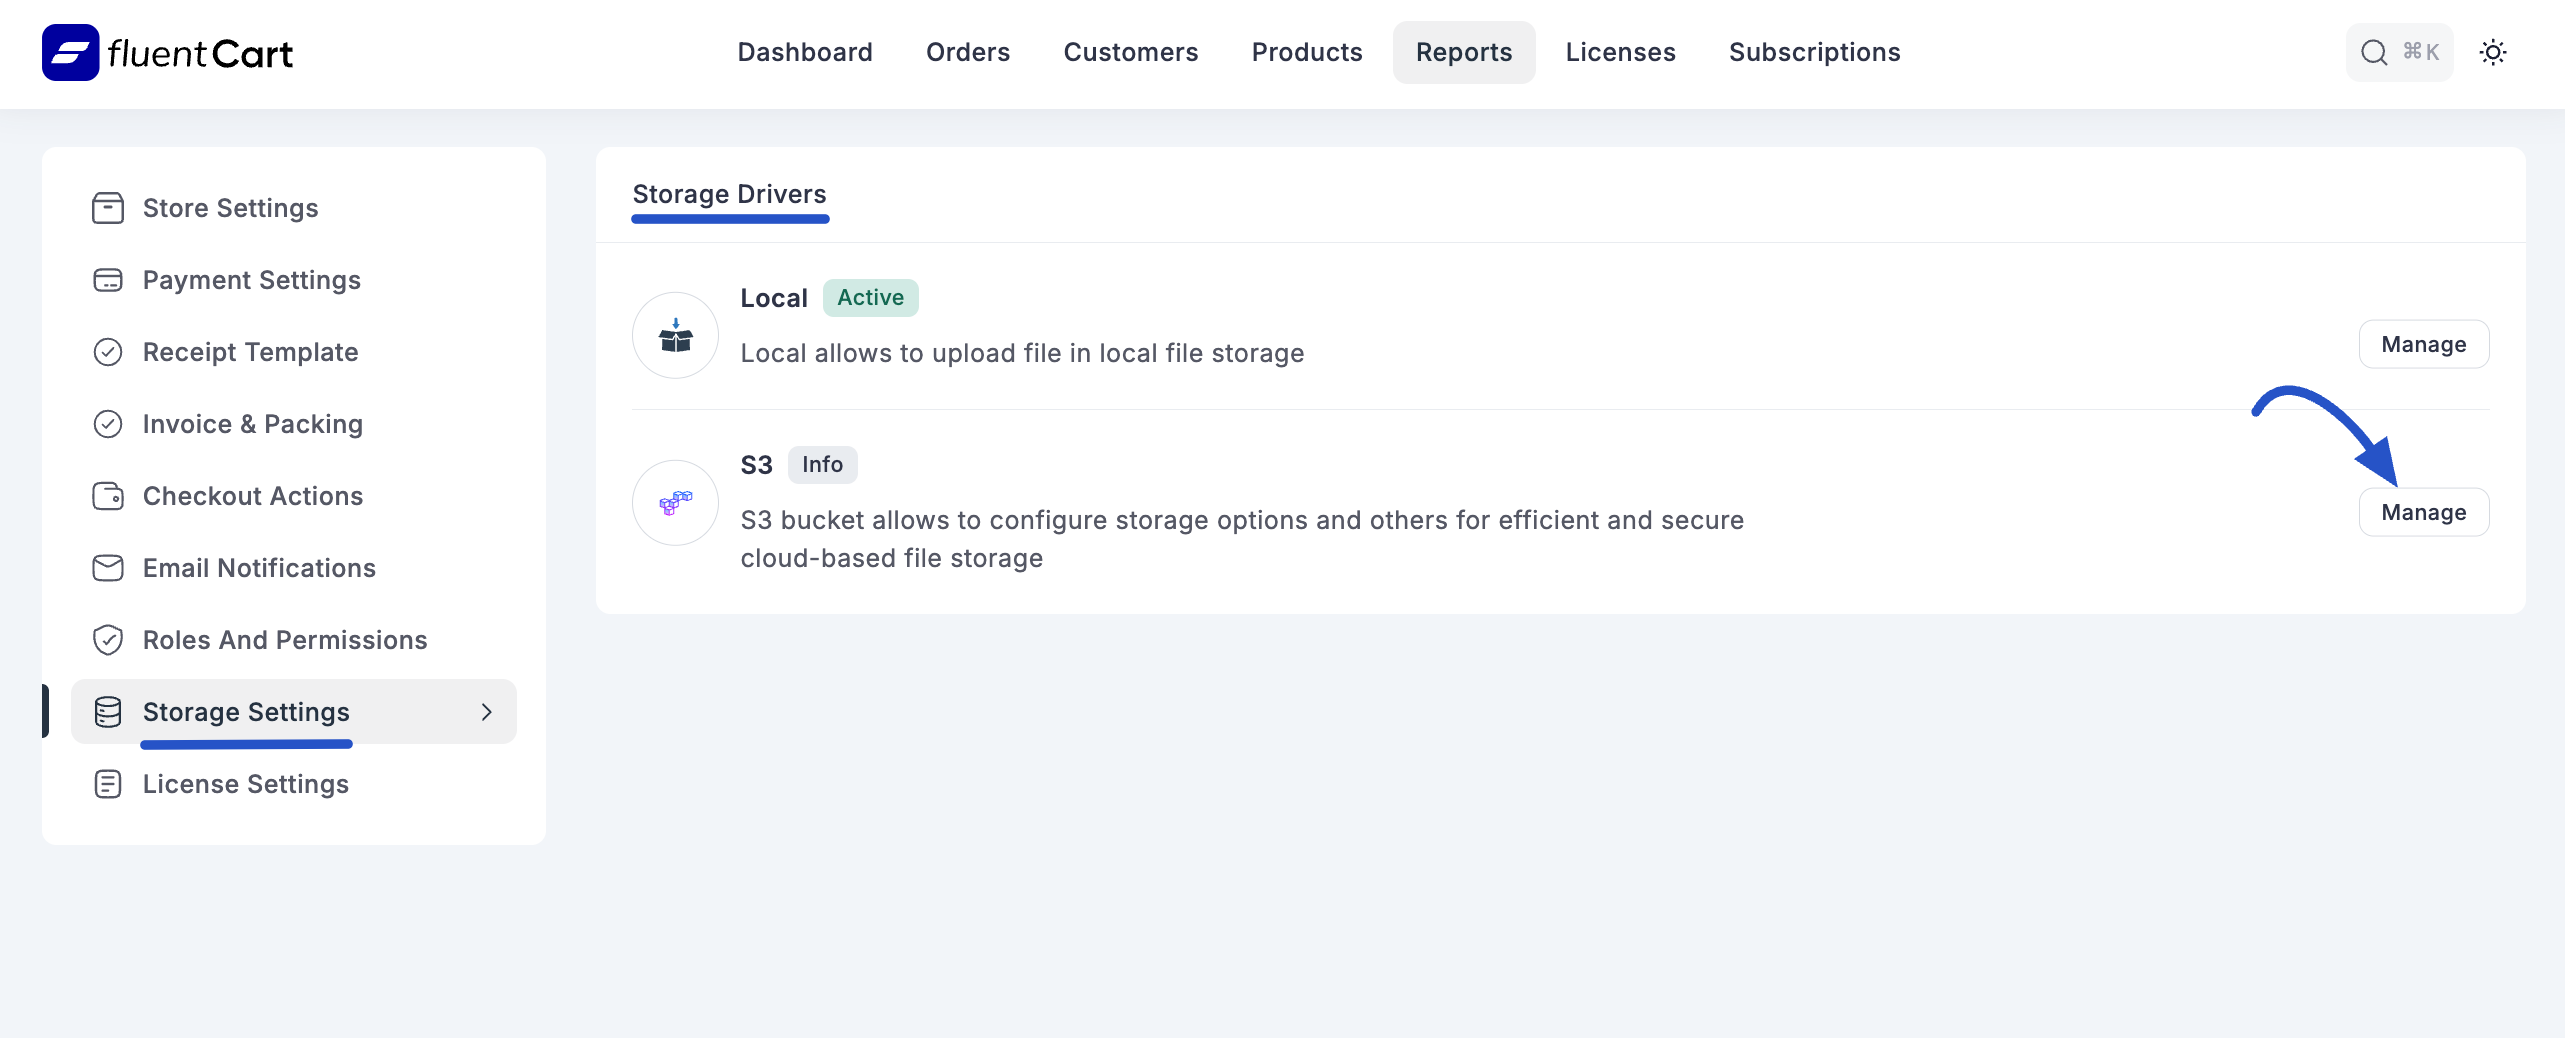 fluentCart
Dashboard
Orders
Customers
Products
Reports
Licenses
Subscriptions
⌘K
Store Settings
Payment Settings
Receipt Template
Invoice & Packing
Checkout Actions
Email Notifications
Roles And Permissions
Storage Settings
License Settings
Storage Drivers
Local Active
Local allows to upload file in local file storage
Manage
S3 Info
S3 bucket allows to configure storage options and others for efficient and secure
cloud-based file storage
Manage